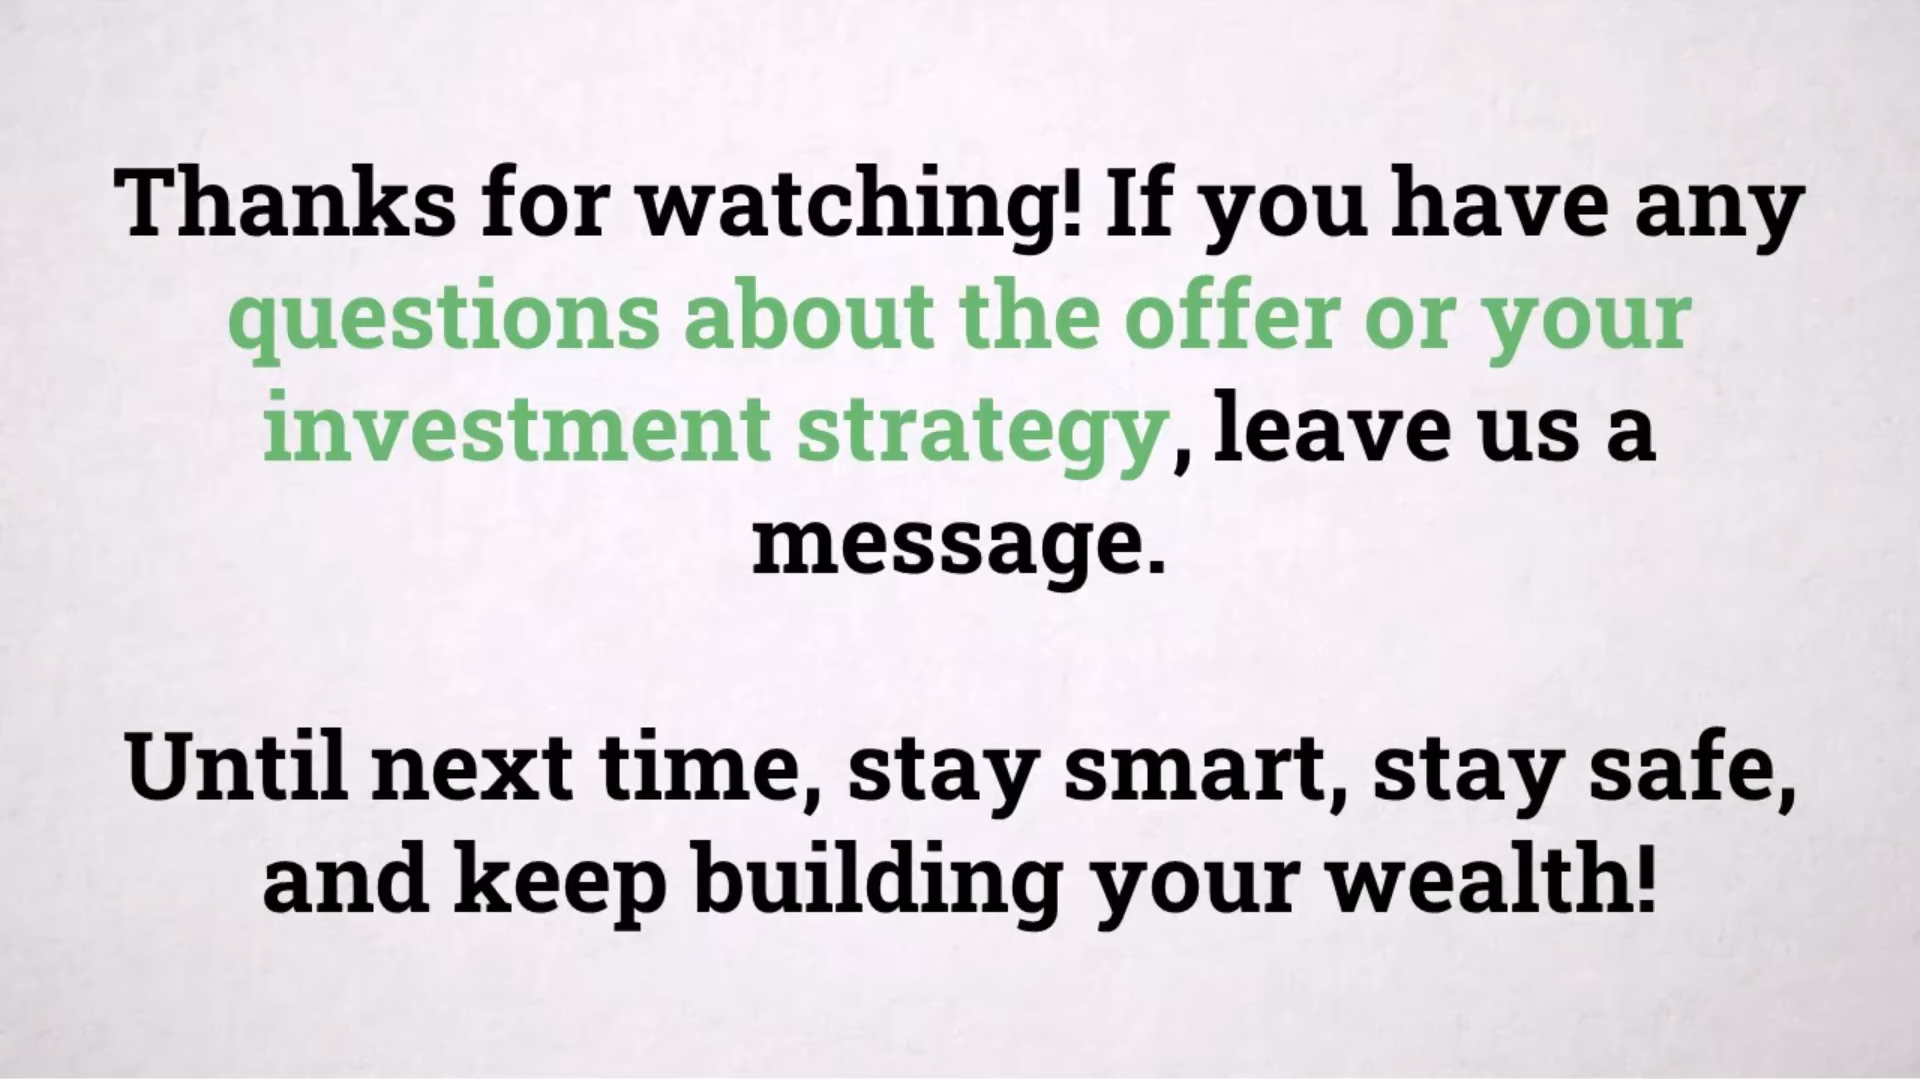 Thanks for watching! If you have any
questions about the offer or your
investment strategy, leave us a
message.
Until next time, stay smart, stay safe,
and keep building your wealth!